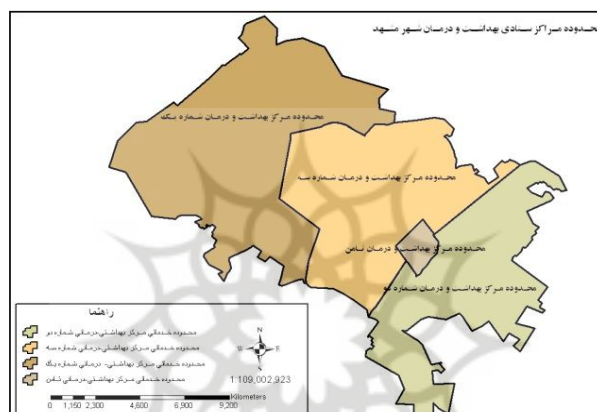 محدوده مراکز ستادی بهداشت و درمان شهر مشهد
محدوده مرکز بهداشت و درمان شماره یک
محدوده مرکز بهداشت و درمان شماره سه
محدوده مرکز بهداشت و درمان ثامن
محدوده مرکز بهداشت و درمان شماره دو
راهنما
محدوده خدماتی مرکز بهداشتی-درمانی شماره دو
محدوده خدماتی مرکز بهداشتی-درمانی شماره سه
محدوده خدماتی مرکز بهداشتی- درمانی شماره یک
محدوده خدماتی مرکز بهداشتی-درمانی ثامن
N
W E
S
1:109,002,923
Kilometers
0 1,150 2,300 4,600 6,900 9,200